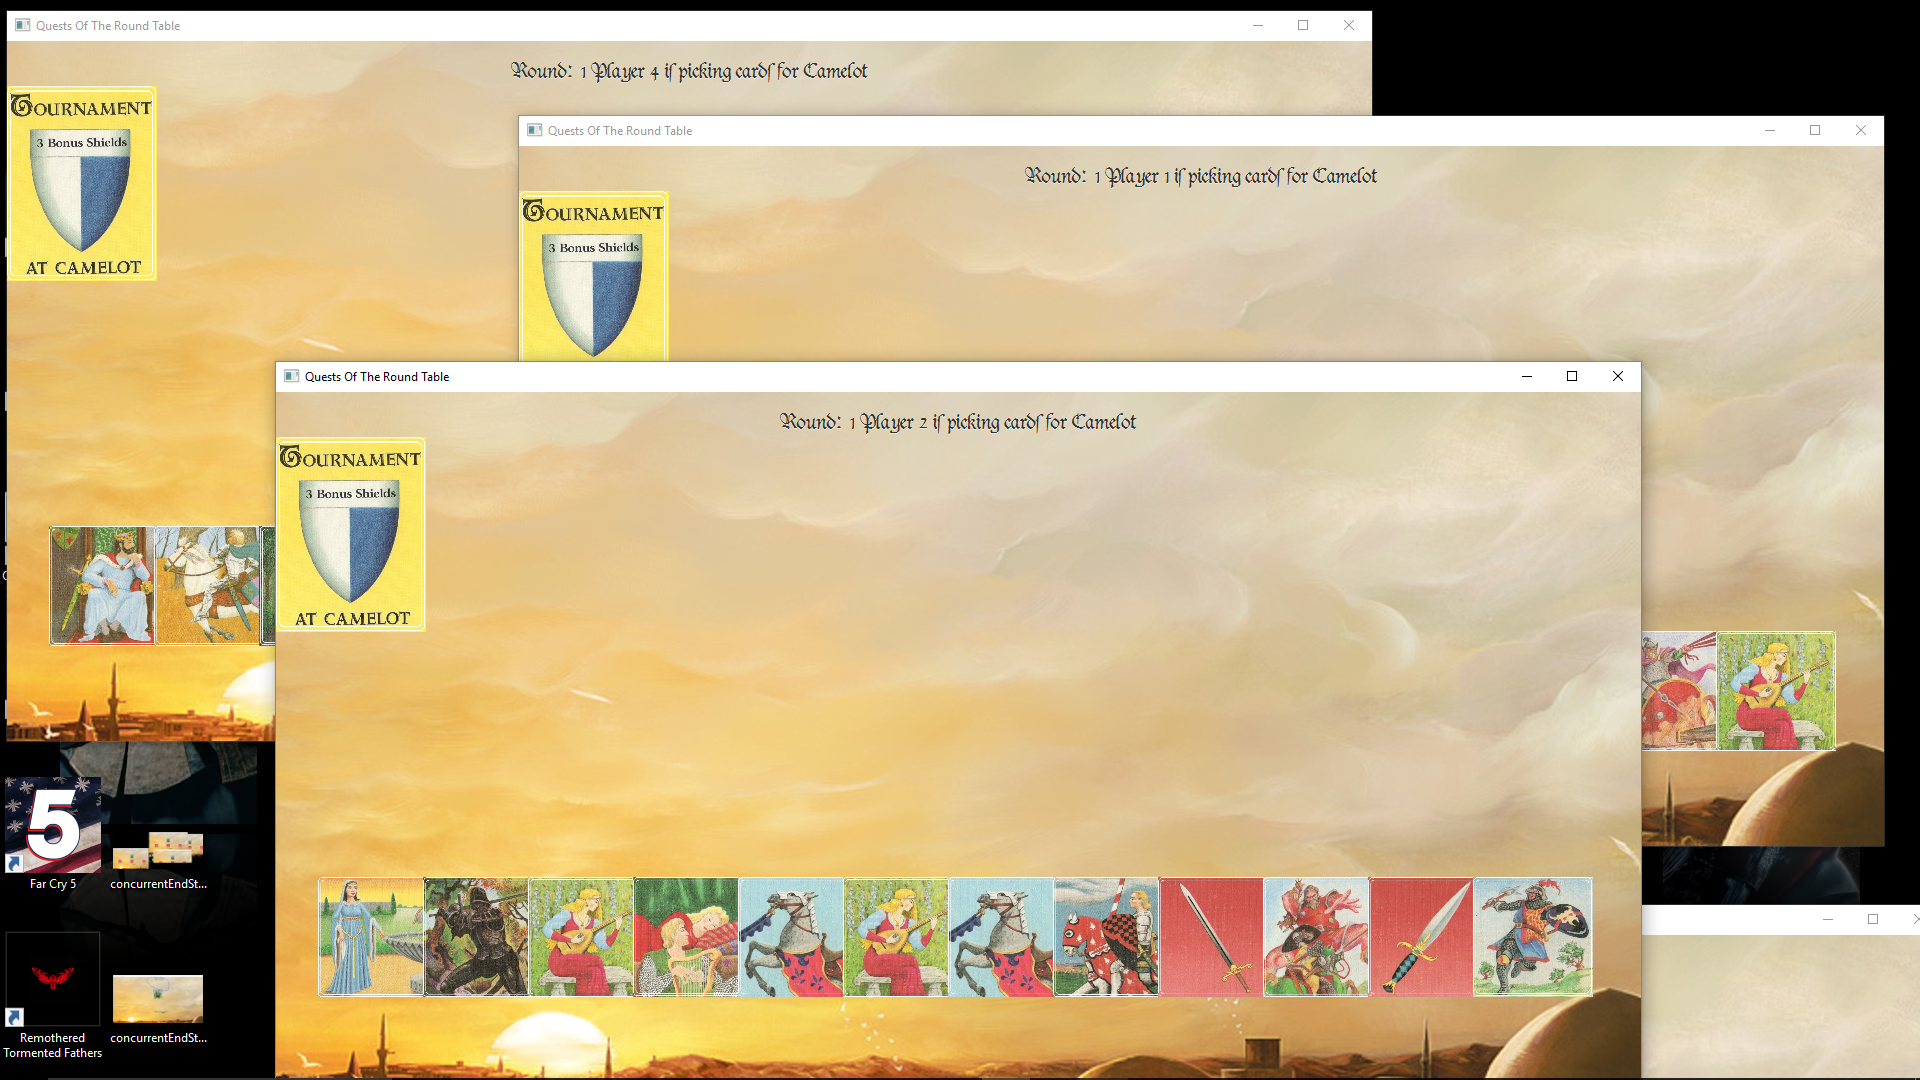 Quests Of The Round Table
Round: 1 Player 4 is picking cards for Camelot
TOURNAMENT
3 Bonus Shields
AT CAMELOT
Quests Of The Round Table
Round: 1 Player 1 is picking cards for Camelot
TOURNAMENT
3 Bonus Shields
Quests Of The Round Table
Round: 1 Player 2 is picking cards for Camelot
TOURNAMENT
3 Bonus Shields
AT CAMELOT
5
Far Cry 5
concurrentEndSt...
Remothered
Tormented Fathers
concurrentEndSt...